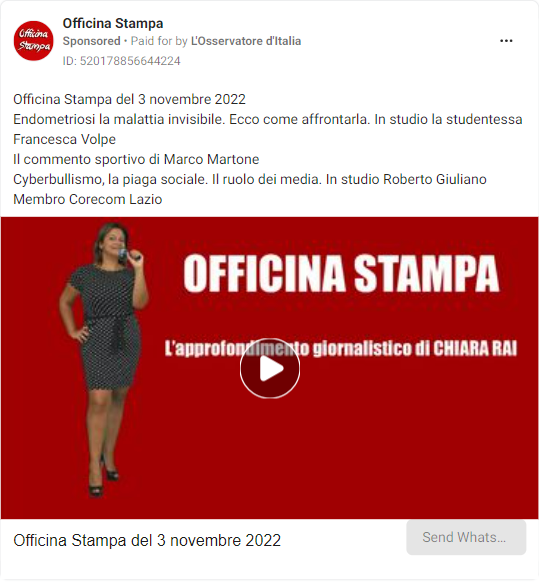 Officina Stampa
Officina
Stampa
Sponsored • Paid for by L'Osservatore d'Italia
ID: 520178856644224
Officina Stampa del 3 novembre 2022
Endometriosi la malattia invisibile. Ecco come affrontarla. In studio la studentessa
Francesca Volpe
Il commento sportivo di Marco Martone
Cyberbullismo, la piaga sociale. Il ruolo dei media. In studio Roberto Giuliano
Membro Corecom Lazio
OFFICINA STAMPA
L'approfondimento giornalistico di CHIARA RAI
Officina Stampa del 3 novembre 2022
Send Whats...